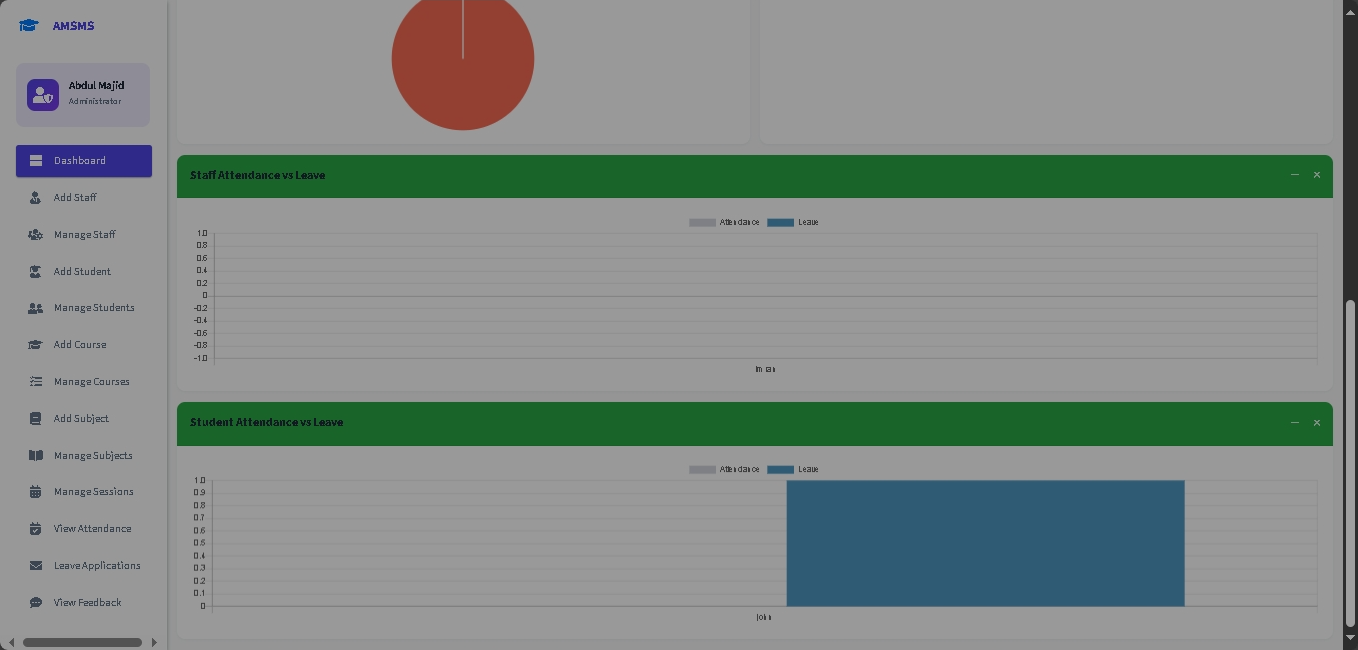 AMSMS
Abdul Majid
Administrator
Dashboard
Add Staff
Manage Staff
Add Student
Manage Students
Add Course
Manage Courses
Add Subject
Manage Subjects
Manage Sessions
View Attendance
Leave Applications
View Feedback
Staff Attendance vs Leave
Attendance Leave
1.0
0.8
0.6
0.4
0.2
0
-0.2
-0.4
-0.6
-0.8
-1.0
Student Attendance vs Leave
Attendance Leave
1.0
0.9
0.8
0.7
0.6
0.5
0.4
0.3
0.2
0.1
0
John